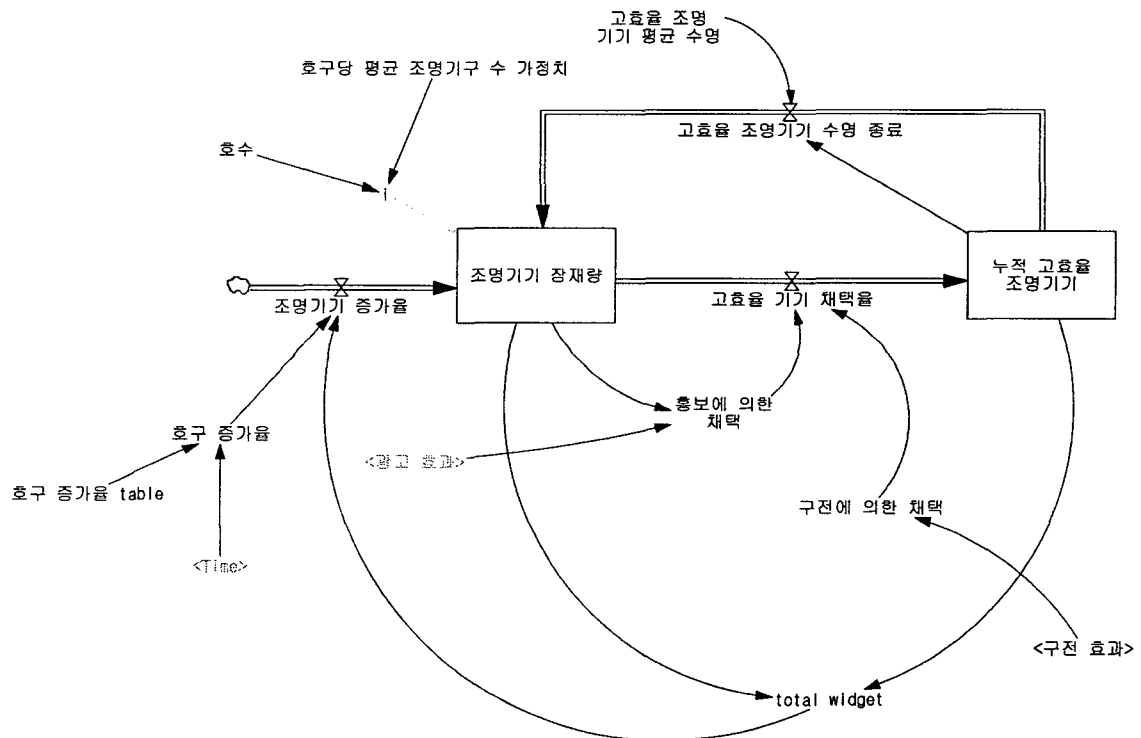 고효율 조명
기기 평균 수명
호구당 평균 조명기구 수 가정치
고효율 조명기기 수명 종료
호수
i
조명기기 장재량
누적 고효율
조명기기
조명기기 증가율
고효율 기기 채택율
홍보에 의한
채택
호구 증가율
<광고 효과>
호구 증가율 table
구전에 의한 채택
<Time>
<구전 효과>
total widget